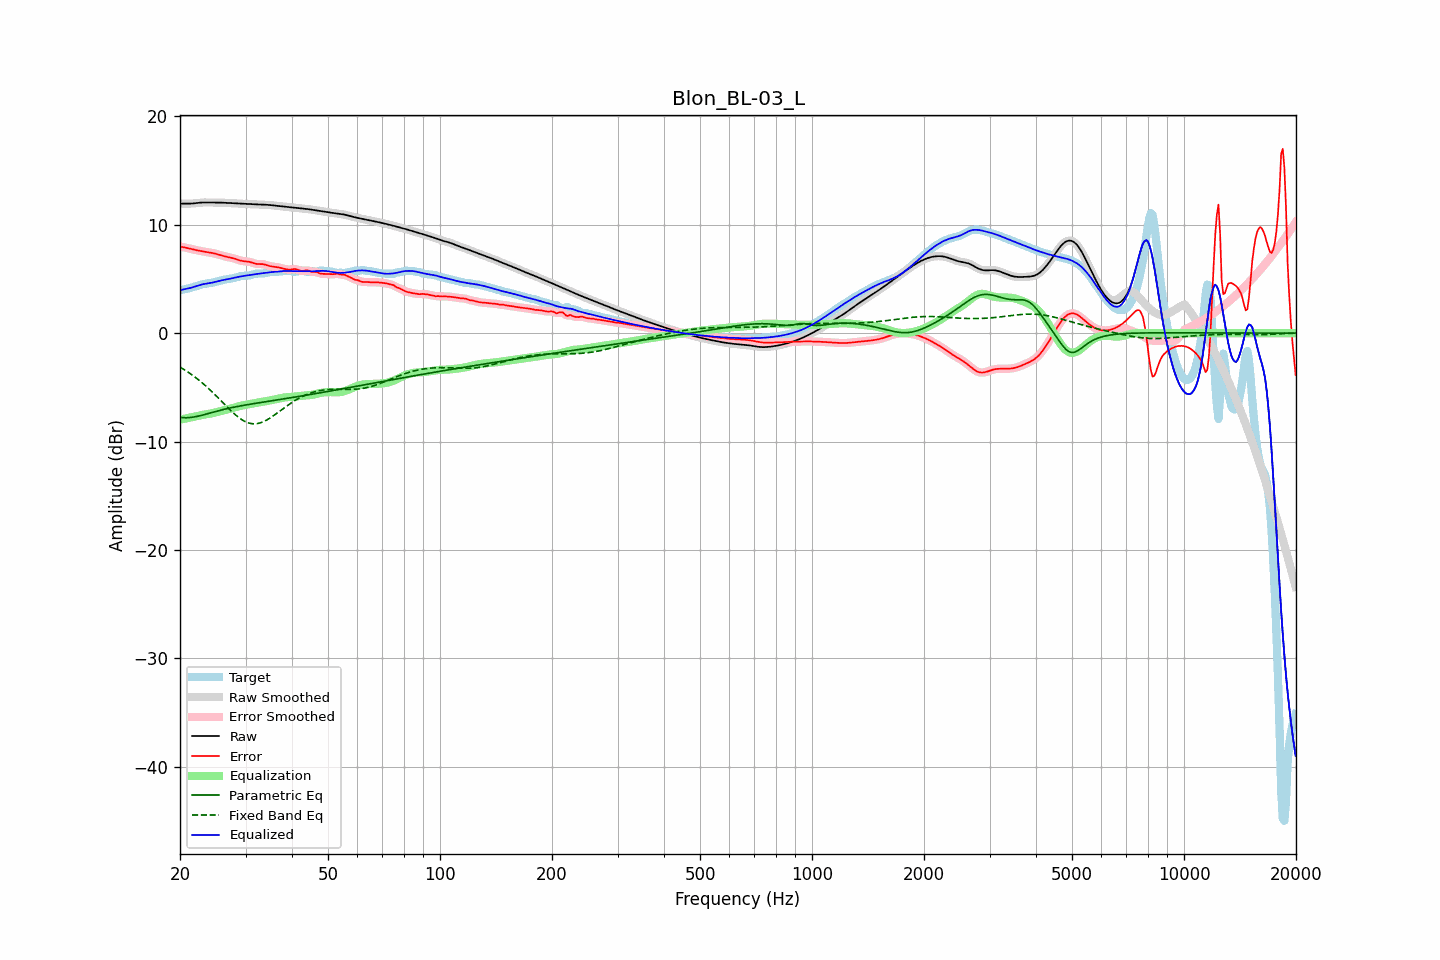 Blon_BL-03_L
20
10
0
−10
−20
−30
−40
Amplitude (dBr)
Target
Raw Smoothed
Error Smoothed
Raw
Error
Equalization
Parametric Eq
Fixed Band Eq
Equalized
20 50 100 200 500 1000 2000 5000 10000 20000
Frequency (Hz)